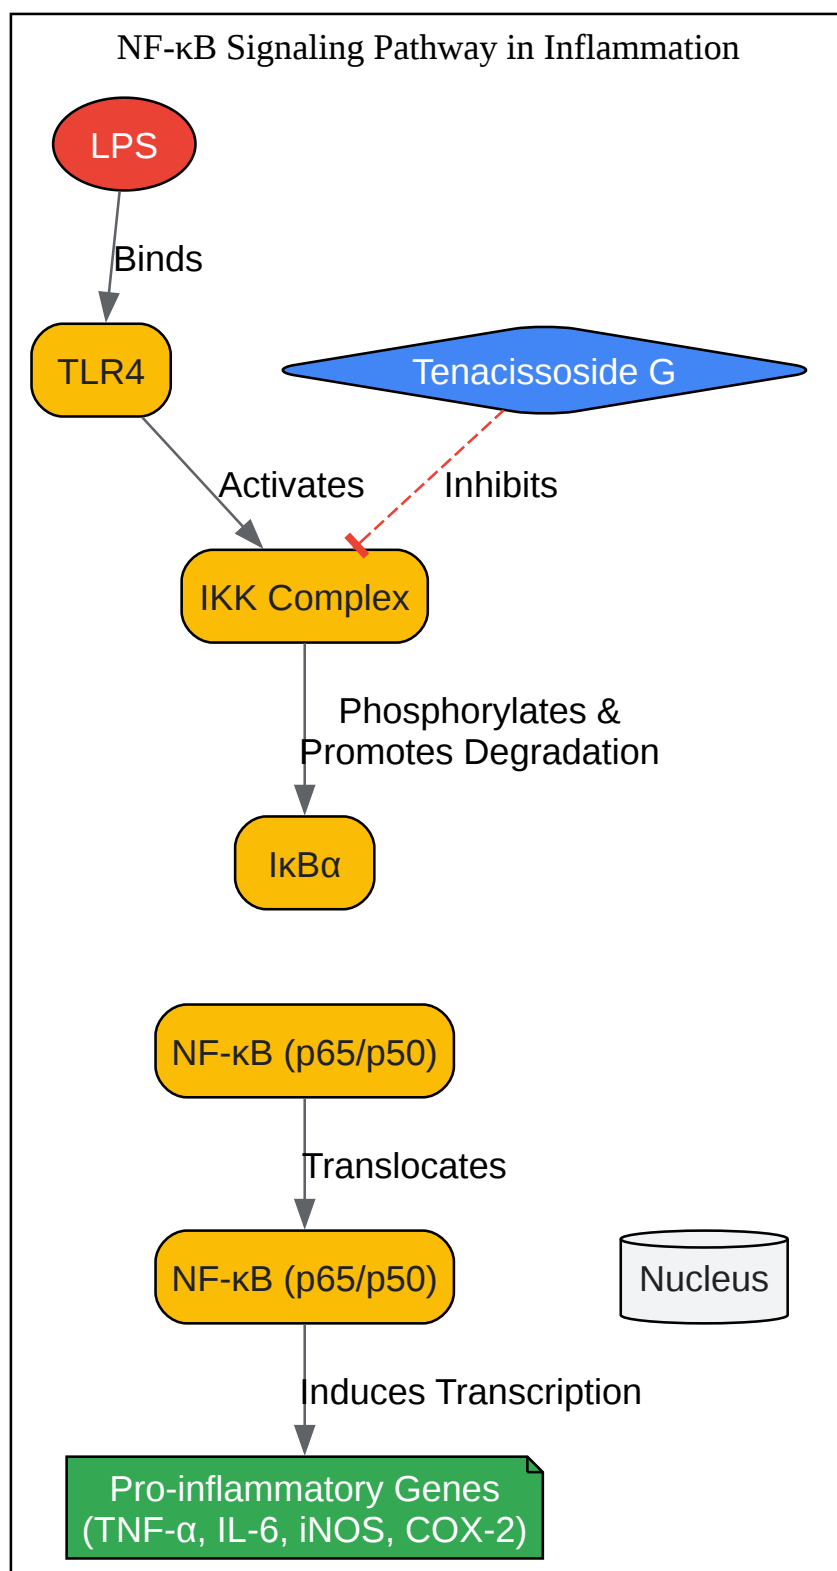 NF-κB Signaling Pathway in Inflammation
LPS
Binds
TLR4
Tenacissoside G
Activates
Inhibits
IKK Complex
Phosphorylates &
Promotes Degradation
IκBα
NF-κB (p65/p50)
Translocates
NF-κB (p65/p50)
Nucleus
Induces Transcription
Pro-inflammatory Genes
(TNF-α, IL-6, iNOS, COX-2)